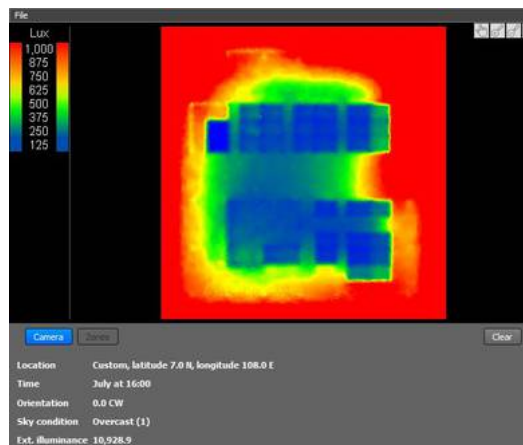 File
Lux
1,000
875
750
625
500
375
250
125
Camera
Zones
Clear
Location Custom, latitude 7.0 N, longitude 108.0 E
Time July at 16:00
Orientation 0.0 CW
Sky condition Overcast (1)
Ext. illuminance 10,928.9